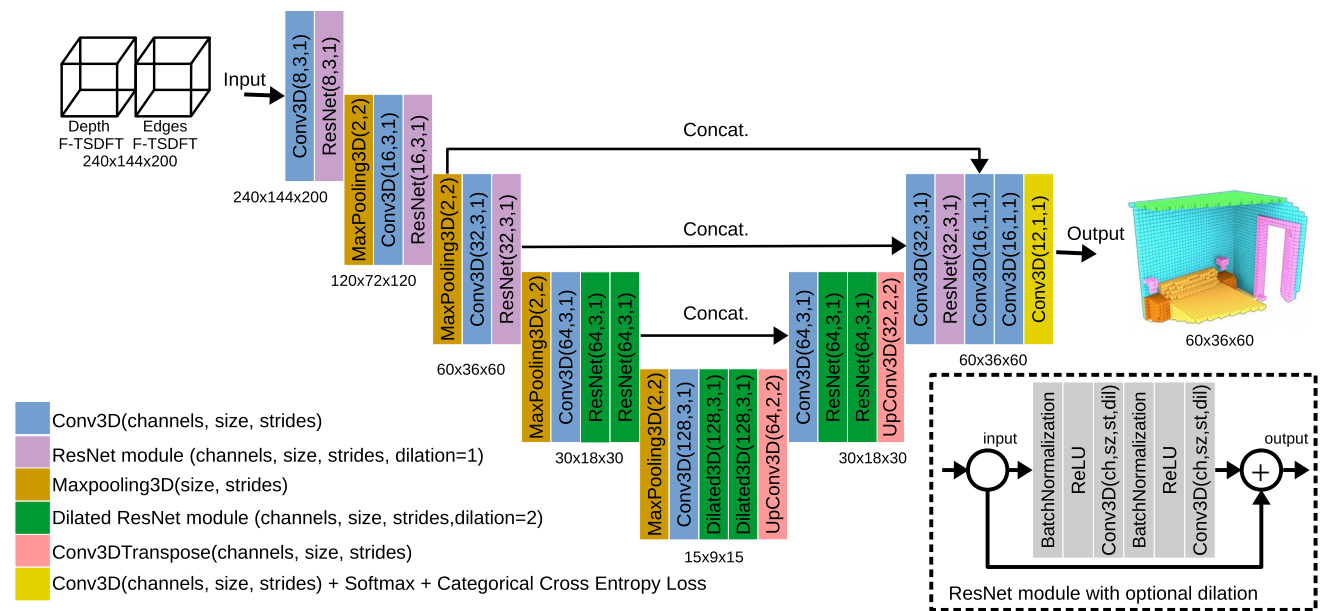 Depth
F-TSDFT
Edges
F-TSDFT
240x144x200
Input
Conv3D(8,3,1)
ResNet(8,3,1)
240x144x200
MaxPooling3D(2,2)
Conv3D(16,3,1)
ResNet(16,3,1)
120x72x120
MaxPooling3D(2,2)
Conv3D(32,3,1)
ResNet(32,3,1)
60x36x60
MaxPooling3D(2,2)
Conv3D(64,3,1)
ResNet(64,3,1)
ResNet(64,3,1)
30x18x30
MaxPooling3D(2,2)
Conv3D(128,3,1)
Dilated3D(128,3,1)
Dilated3D(128,3,1)
UpConv3D(64,2,2)
15x9x15
Concat.
Concat.
Concat.
Conv3D(64,3,1)
ResNet(64,3,1)
ResNet(64,3,1)
UpConv3D(32,2,2)
30x18x30
Conv3D(32,3,1)
ResNet(32,3,1)
Conv3D(16,1,1)
Conv3D(16,1,1)
Conv3D(12,1,1)
60x36x60
Output
60x36x60
Conv3D(channels, size, strides)
ResNet module (channels, size, strides, dilation=1)
Maxpooling3D(size, strides)
Dilated ResNet module (channels, size, strides,dilation=2)
Conv3DTranspose(channels, size, strides)
Conv3D(channels, size, strides) + Softmax + Categorical Cross Entropy Loss
input
BatchNormalization
ReLU
Conv3D(ch,sz,st,dil)
BatchNormalization
ReLU
Conv3D(ch,sz,st,dil)
+
output
ResNet module with optional dilation